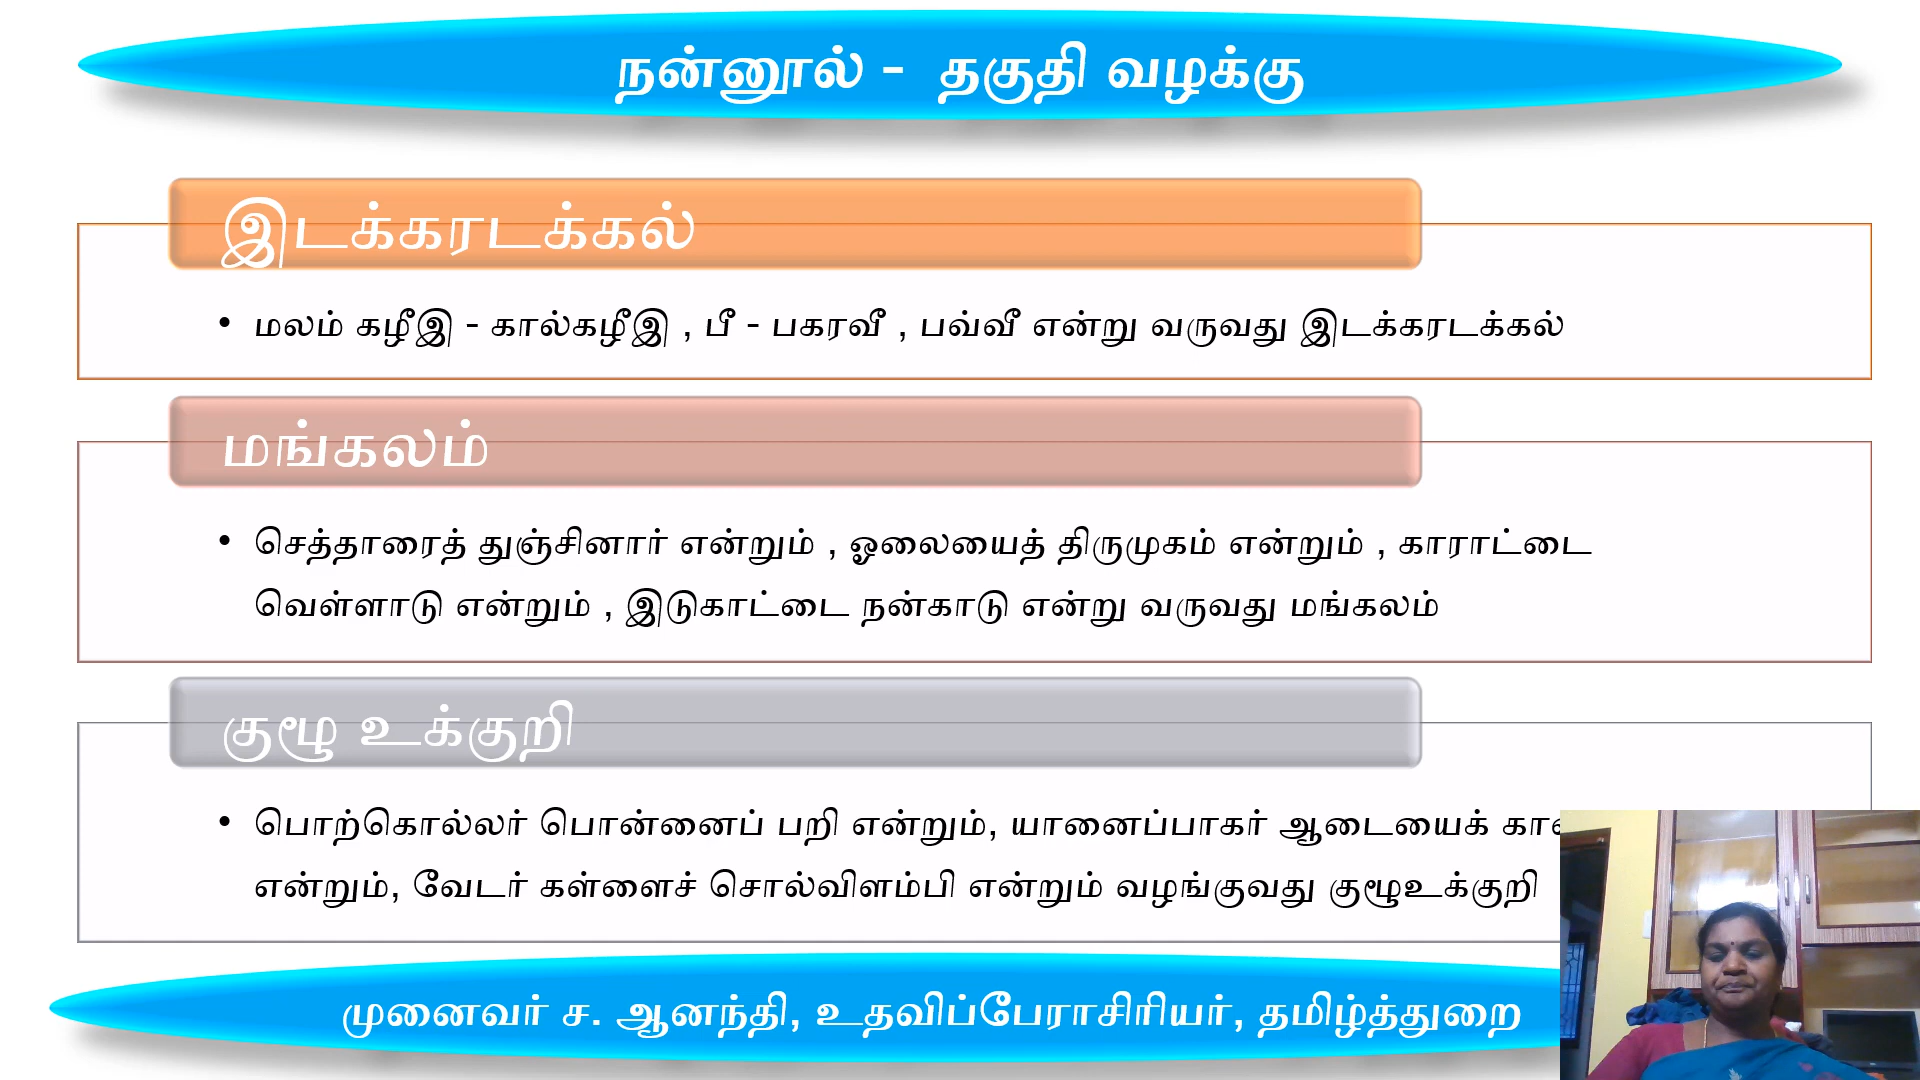 நன்னூல் - தகுதி வழக்கு
இடக்கரடக்கல்
• மலம் கழீஇ - கால்கழீஇ , பீ - பகரவீ , பவ்வீ என்று வருவது இடக்கரடக்கல்
மங்கலம்
• செத்தாரைத் துஞ்சினார் என்றும் , ஓலையைத் திருமுகம் என்றும் , காராட்டை
வெள்ளாடு என்றும் , இடுகாட்டை நன்காடு என்று வருவது மங்கலம்
குழூ உக்குறி
• பொற்கொல்லர் பொன்னைப் பறி என்றும், யானைப்பாகர் ஆடையைக்
என்றும், வேடர் கள்ளைச் சொல்விளம்பி என்றும் வழங்குவது குழூஉக்குறி
முனைவர் ச. ஆனந்தி, உதவிப்பேராசிரியர், தமிழ்த்துறை